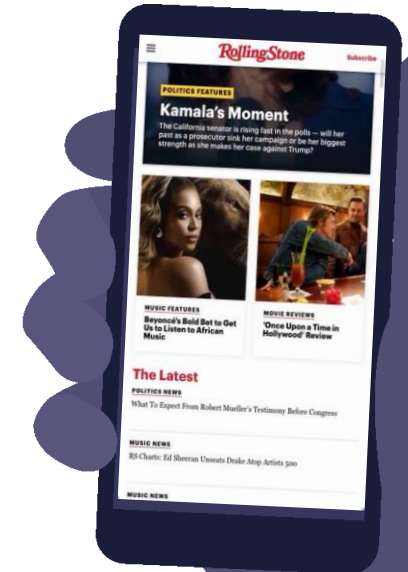 RollingStone
Subscribe
POLITICS FEATURES
Kamala's Moment
The California senator is rising fast in the polls — will her
past as a prosecutor sink her campaign or be her biggest
strength as she makes her case against Trump?
MUSIC FEATURES
Beyoncé's Bold Bet to Get
Us to Listen to African
Music
MOVIE REVIEWS
'Once Upon a Time in
Hollywood' Review
The Latest
POLITICS NEWS
What To Expect From Robert Mueller's Testimony Before Congress
MUSIC NEWS
RS Charts: Ed Sheeran Unseats Drake Atop Artists 500
MUSIC NEWS